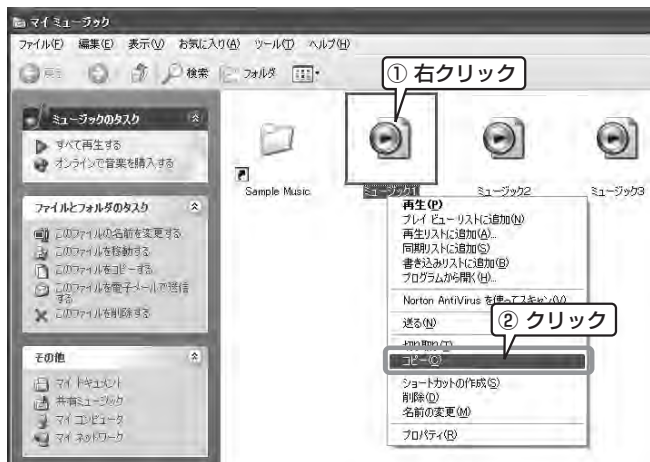 マイ ミュージック
ファイル(F) 編集(E) 表示(V) お気に入り(A) ツール(T) ヘルプ(H)
戻る 検索 フォルダ
① 右クリック
ミュージックのタスク
すべて再生する
オンラインで音楽を購入する
Sample Music
ミュージック1
ミュージック2
ミュージック3
ファイルとフォルダのタスク
このファイルの名前を変更する
このファイルを移動する
このファイルをコピーする
このファイルを電子メールで送信
する
このファイルを削除する
その他
マイ ドキュメント
共有ミュージック
マイ コンピュータ
マイ ネットワーク
再生(P)
プレイ ビュー リストに追加(N)
再生リストに追加(A)...
同期リストに追加(S)
書き込みリストに追加(B)
プログラムから開く(H)...
Norton AntiVirus を使ってスキャン(V)
送る(N)
② クリック
切り取り(T)
コピー(C)
ショートカットの作成(S)
削除(D)
名前の変更(M)
プロパティ(R)